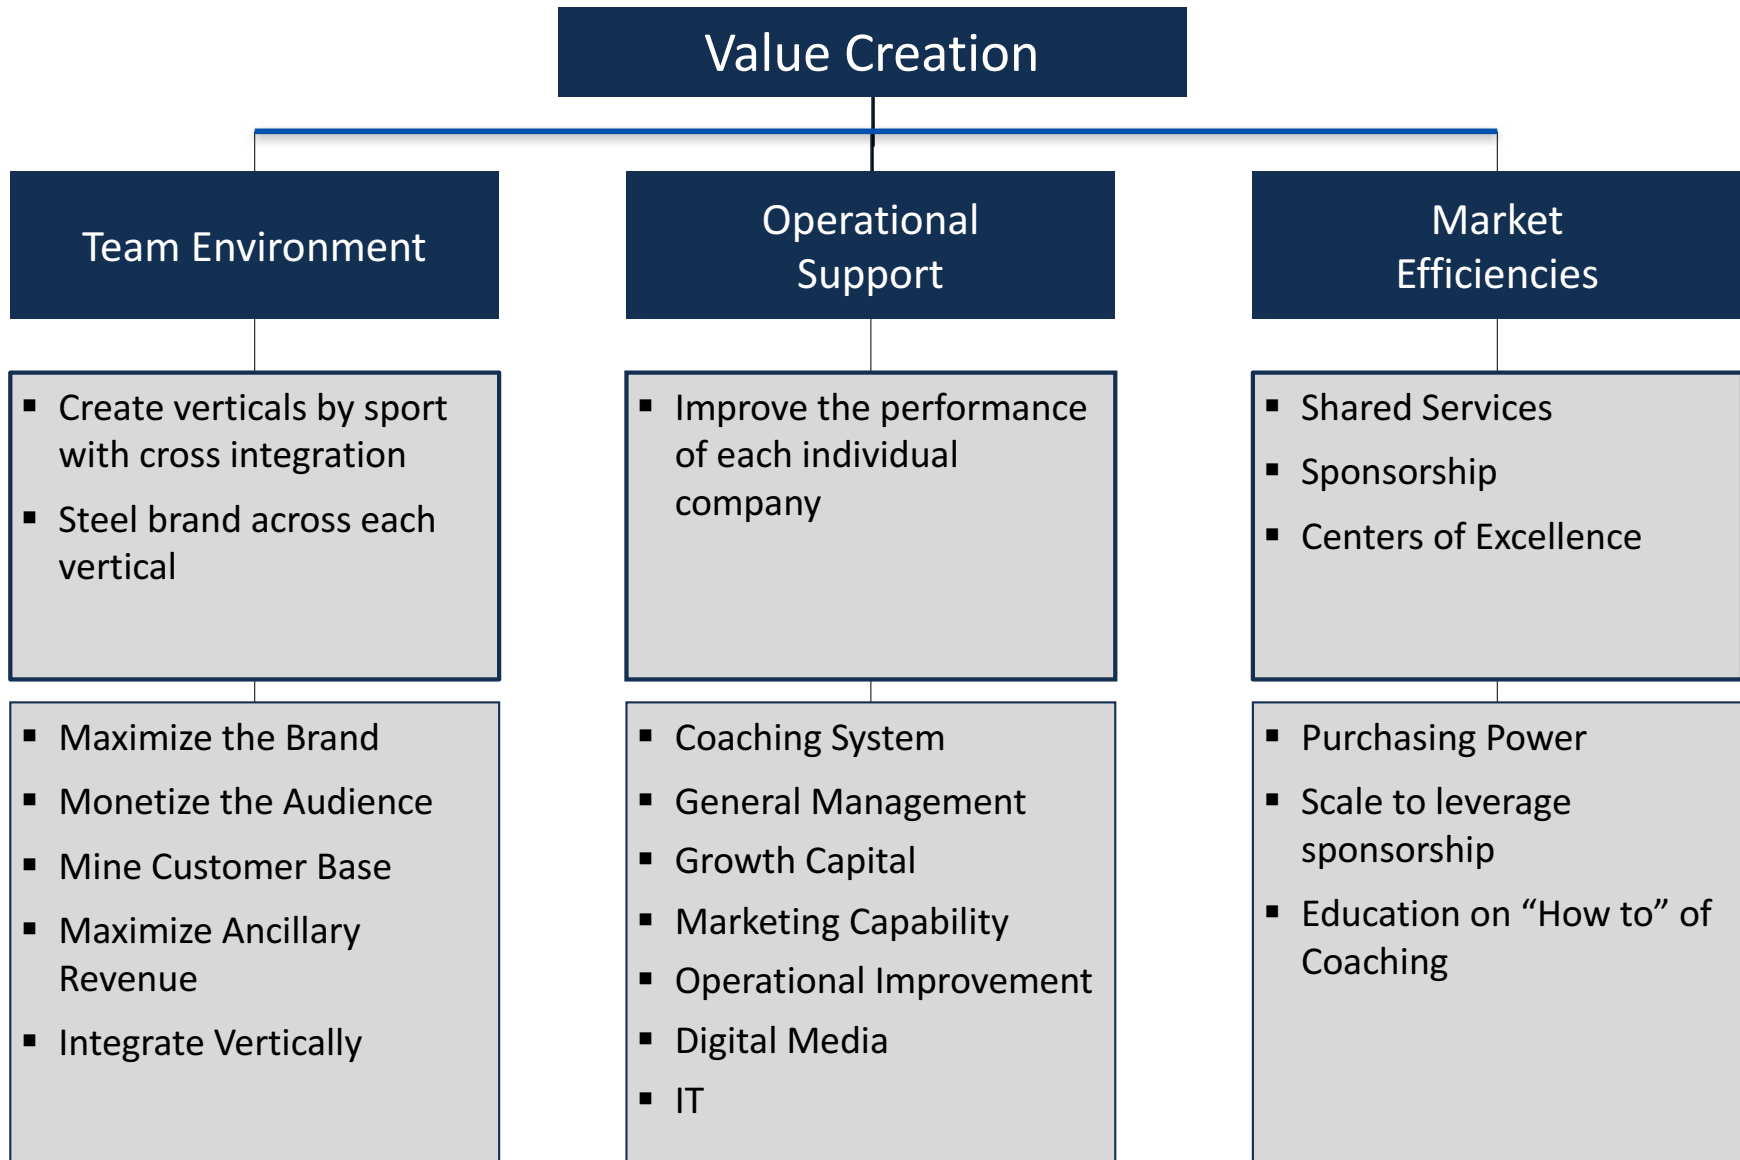 Value Creation
Team Environment
Operational
Support
Market
Efficiencies
▪ Create verticals by sport
with cross integration
▪ Steel brand across each
vertical
▪ Improve the performance
of each individual
company
▪ Shared Services
▪ Sponsorship
▪ Centers of Excellence
▪ Maximize the Brand
▪ Monetize the Audience
▪ Mine Customer Base
▪ Maximize Ancillary
Revenue
▪ Integrate Vertically
▪ Coaching System
▪ General Management
▪ Growth Capital
▪ Marketing Capability
▪ Operational Improvement
▪ Digital Media
▪ IT
▪ Purchasing Power
▪ Scale to leverage
sponsorship
▪ Education on “How to” of
Coaching